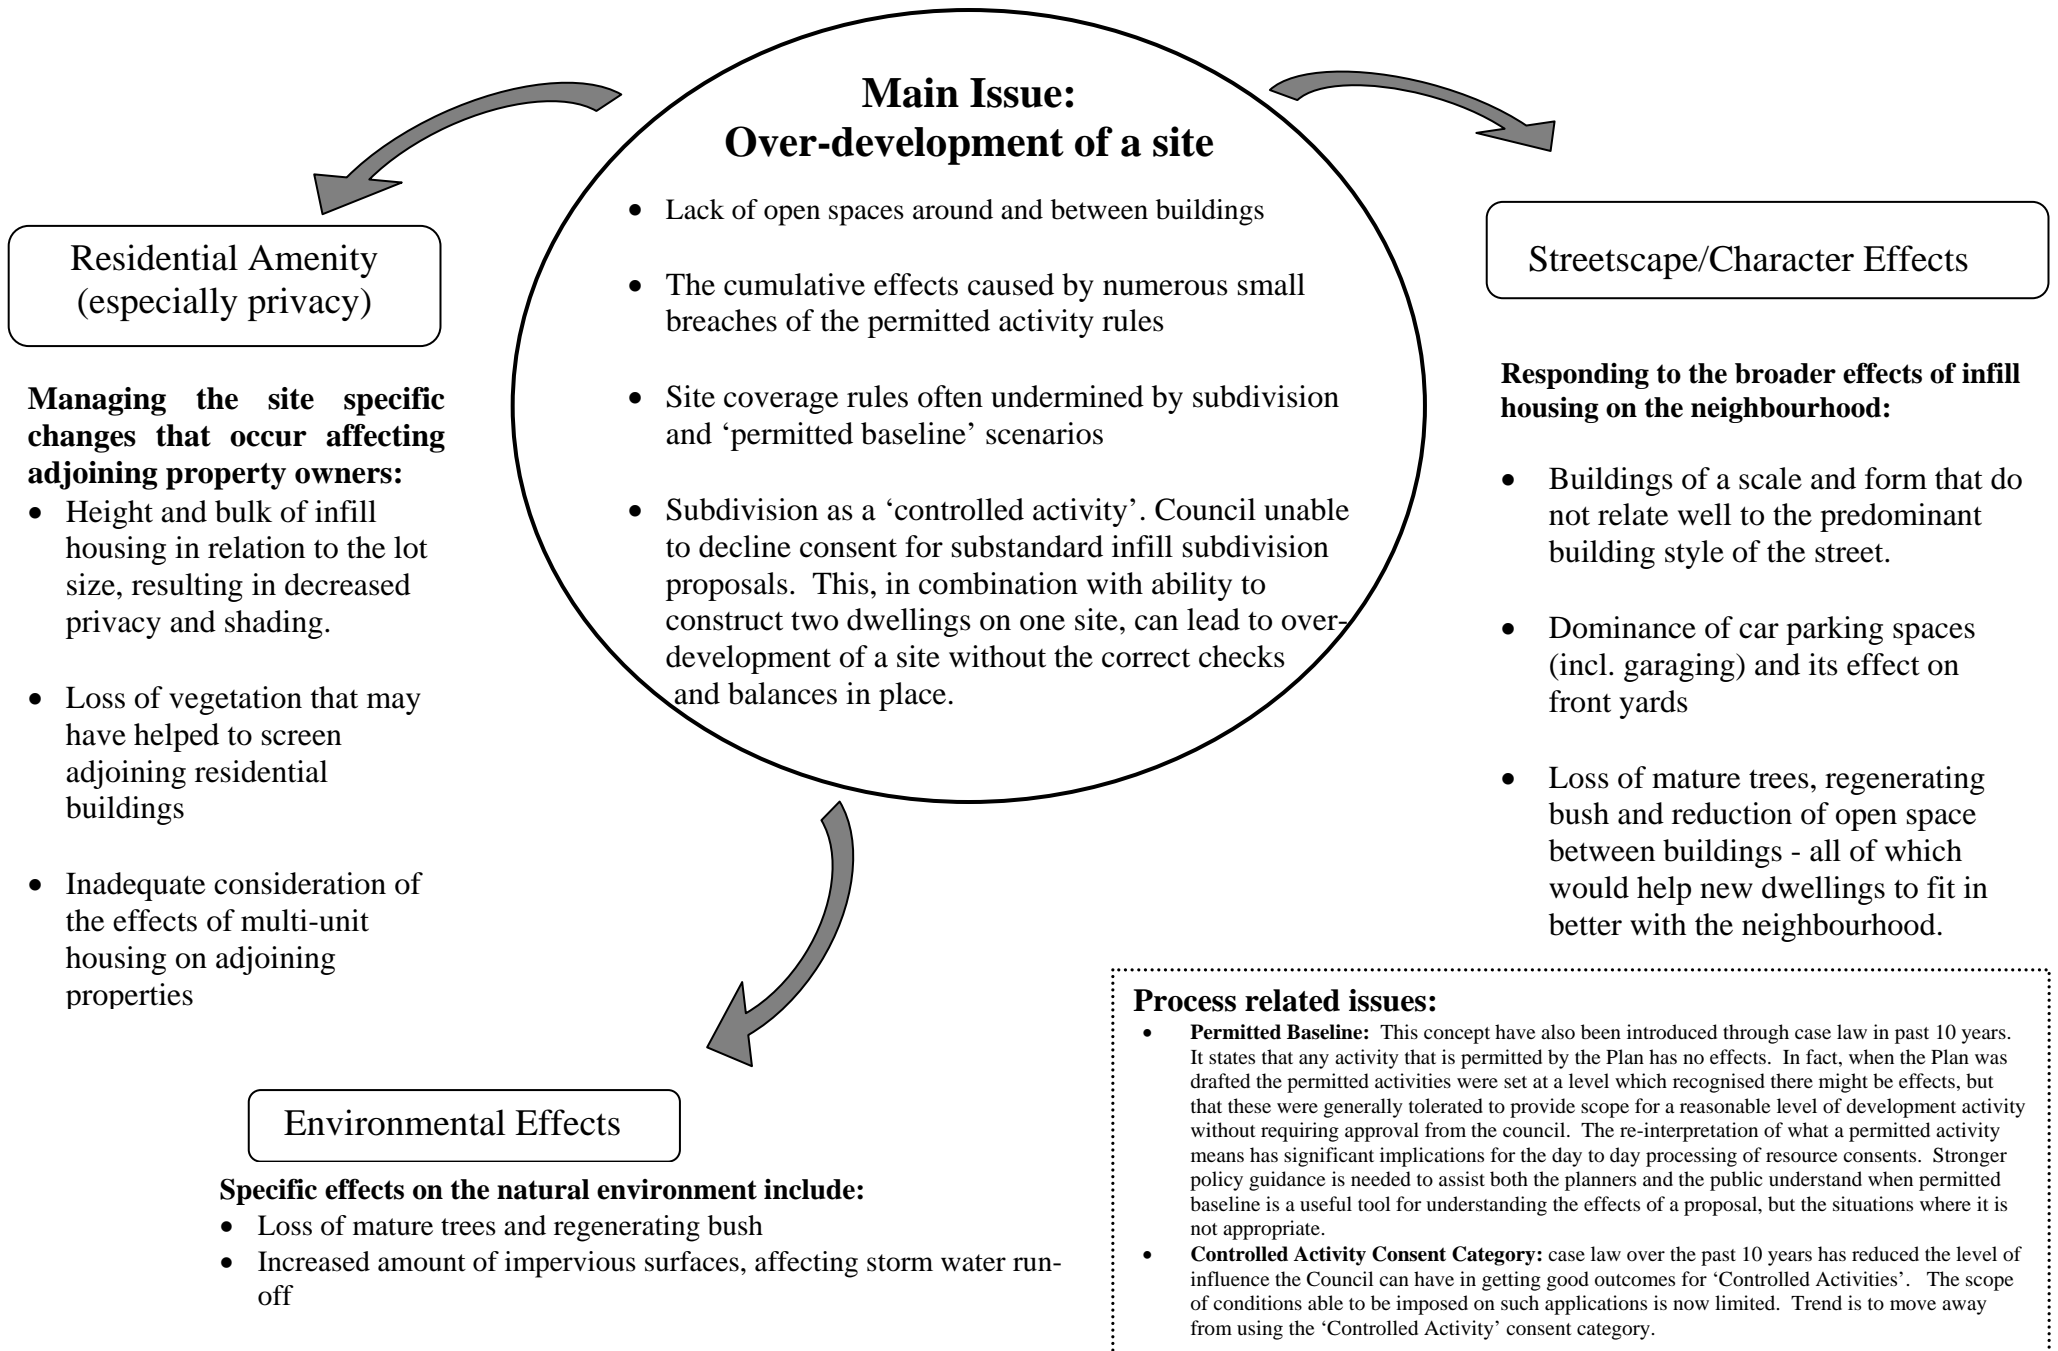 Main Issue:
Over-development of a site
• Lack of open spaces around and between buildings
• The cumulative effects caused by numerous small
breaches of the permitted activity rules
• Site coverage rules often undermined by subdivision
and ‘permitted baseline’ scenarios
• Subdivision as a ‘controlled activity’. Council unable
to decline consent for substandard infill subdivision
proposals.  This, in combination with ability to
construct two dwellings on one site, can lead to over-
development of a site without the correct checks
and balances in place.
Residential Amenity
(especially privacy)
Managing the site specific
changes that occur affecting
adjoining property owners:
• Height and bulk of infill
housing in relation to the lot
size, resulting in decreased
privacy and shading.
• Loss of vegetation that may
have helped to screen
adjoining residential
buildings
• Inadequate consideration of
the effects of multi-unit
housing on adjoining
properties
Streetscape/Character Effects
Responding to the broader effects of infill
housing on the neighbourhood:
• Buildings of a scale and form that do
not relate well to the predominant
building style of the street.
• Dominance of car parking spaces
(incl. garaging) and its effect on
front yards
• Loss of mature trees, regenerating
bush and reduction of open space
between buildings - all of which
would help new dwellings to fit in
better with the neighbourhood.
Environmental Effects
Specific effects on the natural environment include:
• Loss of mature trees and regenerating bush
• Increased amount of impervious surfaces, affecting storm water run-
off
Process related issues:
• Permitted Baseline:  This concept have also been introduced through case law in past 10 years.
It states that any activity that is permitted by the Plan has no effects.  In fact, when the Plan was
drafted the permitted activities were set at a level which recognised there might be effects, but
that these were generally tolerated to provide scope for a reasonable level of development activity
without requiring approval from the council.  The re-interpretation of what a permitted activity
means has significant implications for the day to day processing of resource consents.  Stronger
policy guidance is needed to assist both the planners and the public understand when permitted
baseline is a useful tool for understanding the effects of a proposal, but the situations where it is
not appropriate.
• Controlled Activity Consent Category: case law over the past 10 years has reduced the level of
influence the Council can have in getting good outcomes for ‘Controlled Activities’.   The scope
of conditions able to be imposed on such applications is now limited.  Trend is to move away
from using the ‘Controlled Activity’ consent category.